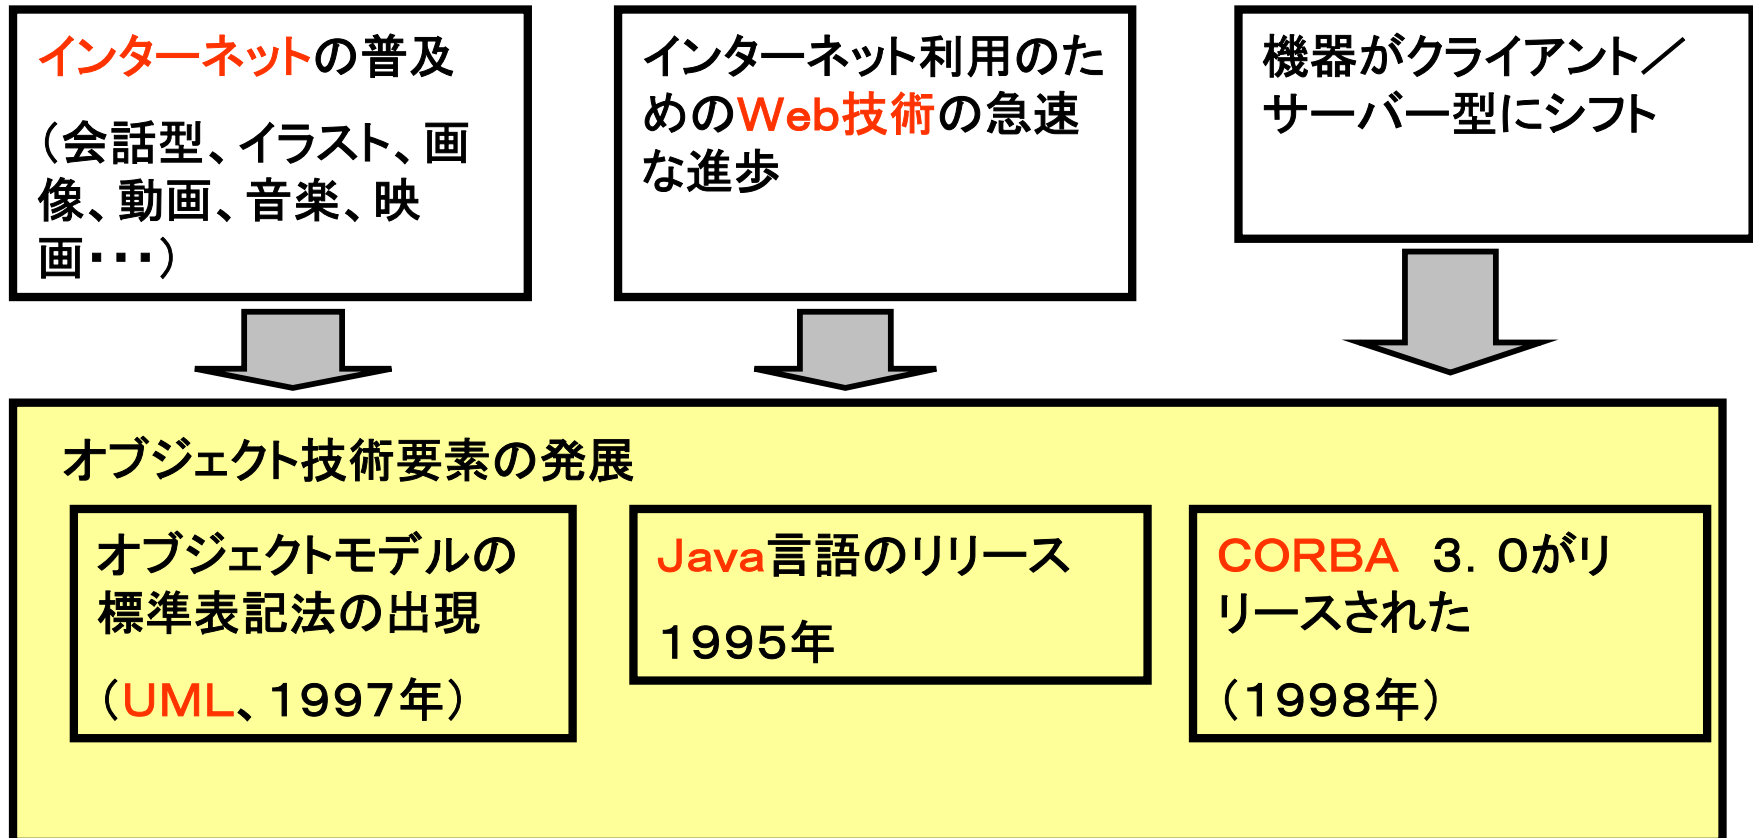 インターネットの普及
（会話型、イラスト、画
像、動画、音楽、映
画・・・）
インターネット利用のた
めのWeb技術の急速
な進歩
機器がクライアント／
サーバー型にシフト
オブジェクト技術要素の発展
オブジェクトモデルの
標準表記法の出現
（UML、1997年）
Java言語のリリース
1995年
CORBA　3．0がリ
リースされた
（1998年）